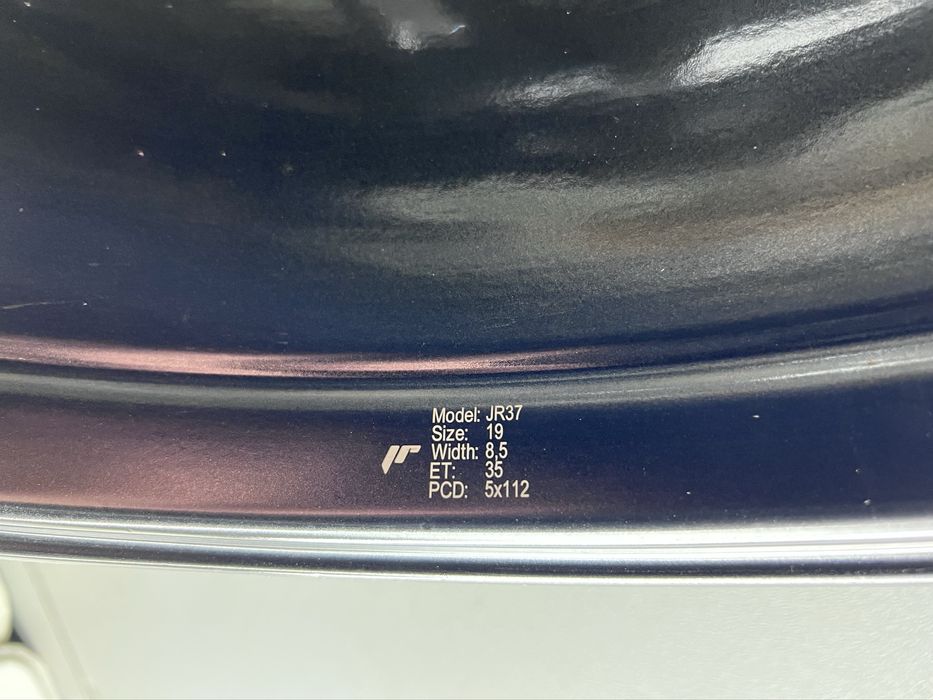 Model: JR37
Size: 19
Width: 8,5
ET: 35
PCD: 5x112